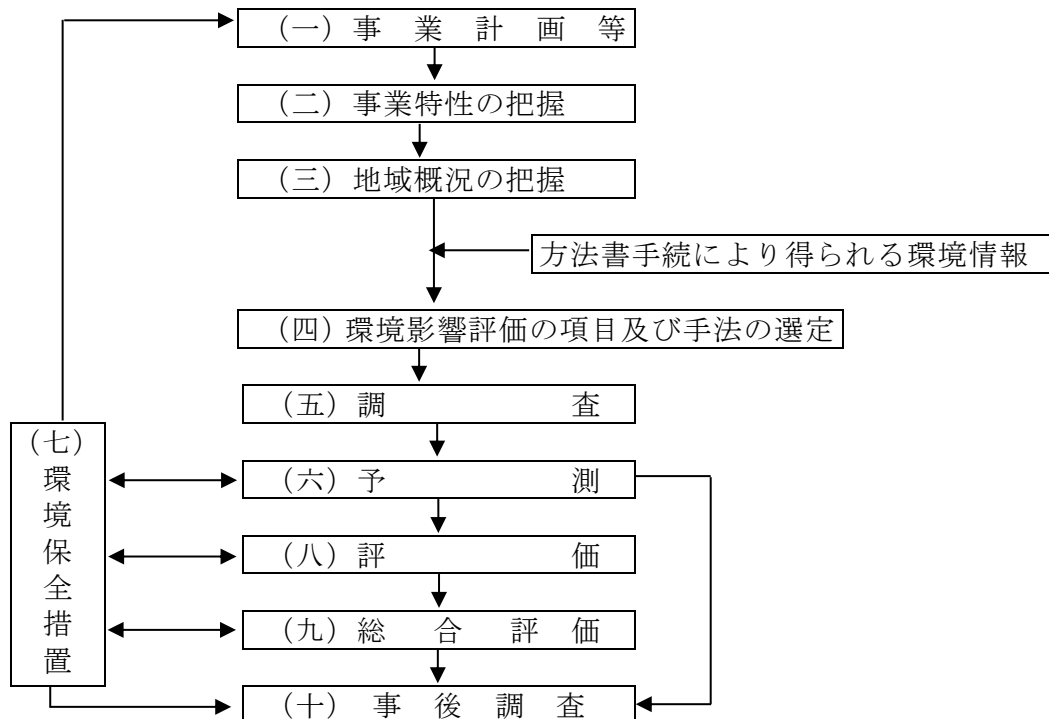 （一）事業計画等
（二）事業特性の把握
（三）地域概況の把握
方法書手続により得られる環境情報
（四）環境影響評価の項目及び手法の選定
（五）調査
（七）環境保全措置
（六）予測
（八）評価
（九）総合評価
（十）事後調査